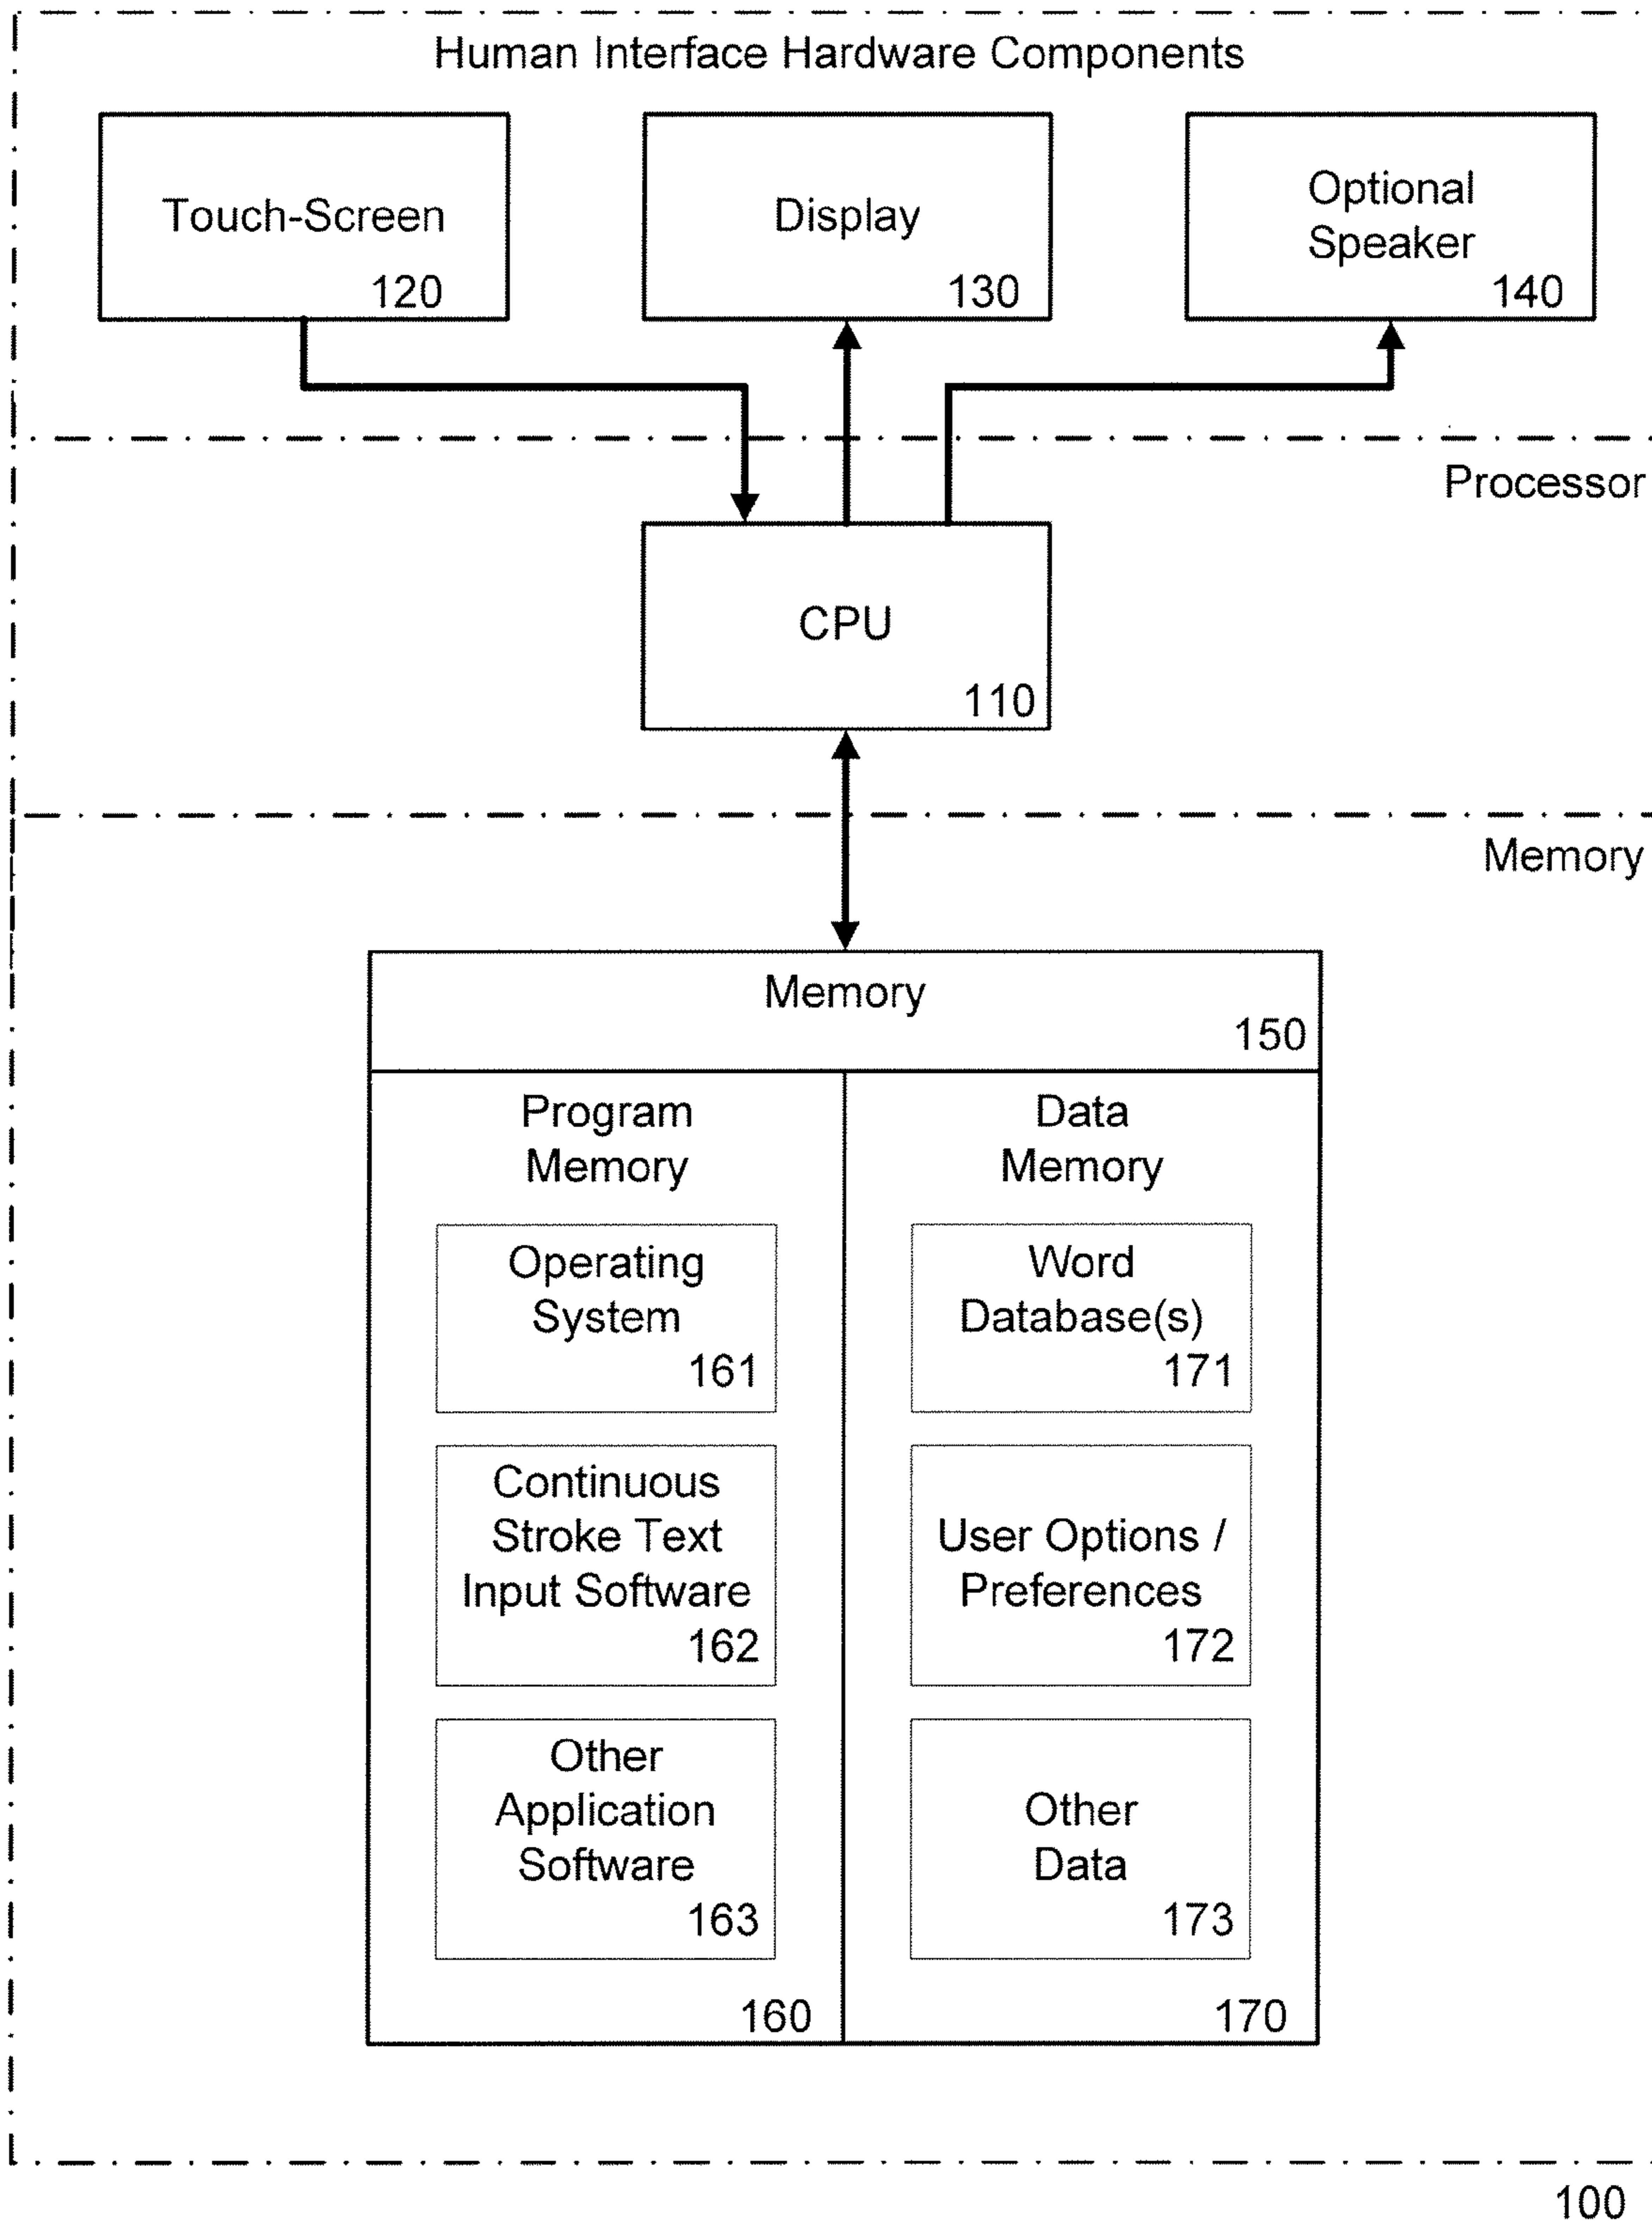 Human Interface Hardware Components
Touch-Screen
120
Display
130
Optional
Speaker
140
Processor
CPU
110
Memory
Memory
150
Program
Memory
Operating
System
161
Continuous
Stroke Text
Input Software
162
Other
Application
Software
163
160
Data
Memory
Word
Database(s)
171
User Options /
Preferences
172
Other
Data
173
170
100